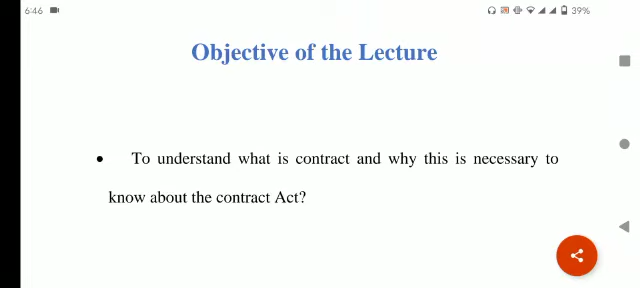 6:46
39%
Objective of the Lecture
• To understand what is contract and why this is necessary to
know about the contract Act?